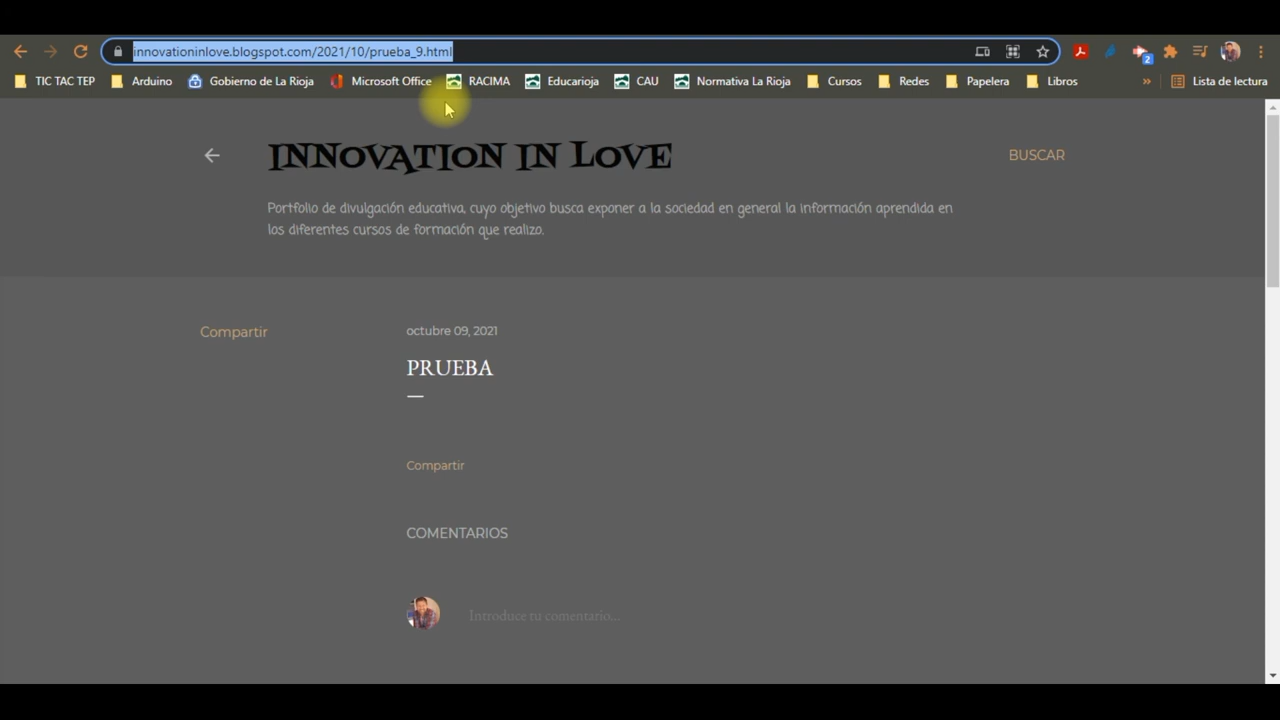 innovationinlove.blogspot.com/2021/10/prueba_9.html
2
TIC TAC TEP Arduino Gobierno de La Rioja Microsoft Office RACIMA Educarioja CAU Normativa La Rioja Cursos Redes Papelera Libros » Lista de lectura
INNOVATION IN LOVE
BUSCAR
Portfolio de divulgación educativa, cuyo objetivo busca exponer a la sociedad en general la información aprendida en
los diferentes cursos de formación que realizo.
Compartir
octubre 09, 2021
PRUEBA
Compartir
COMENTARIOS
Introduce tu comentario...